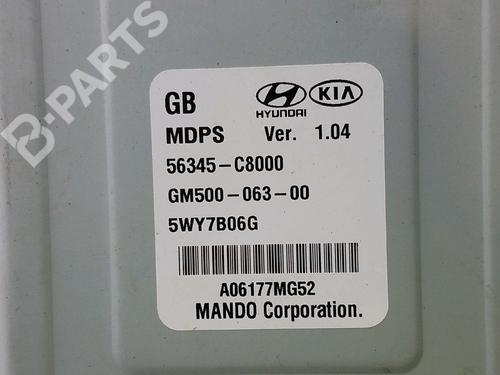 B-PARTS
GB HYUNDAI KIA
MDPS Ver. 1.04
56345-C8000
GM500-063-00
5WY7B06G
A06177MG52
MANDO Corporation.